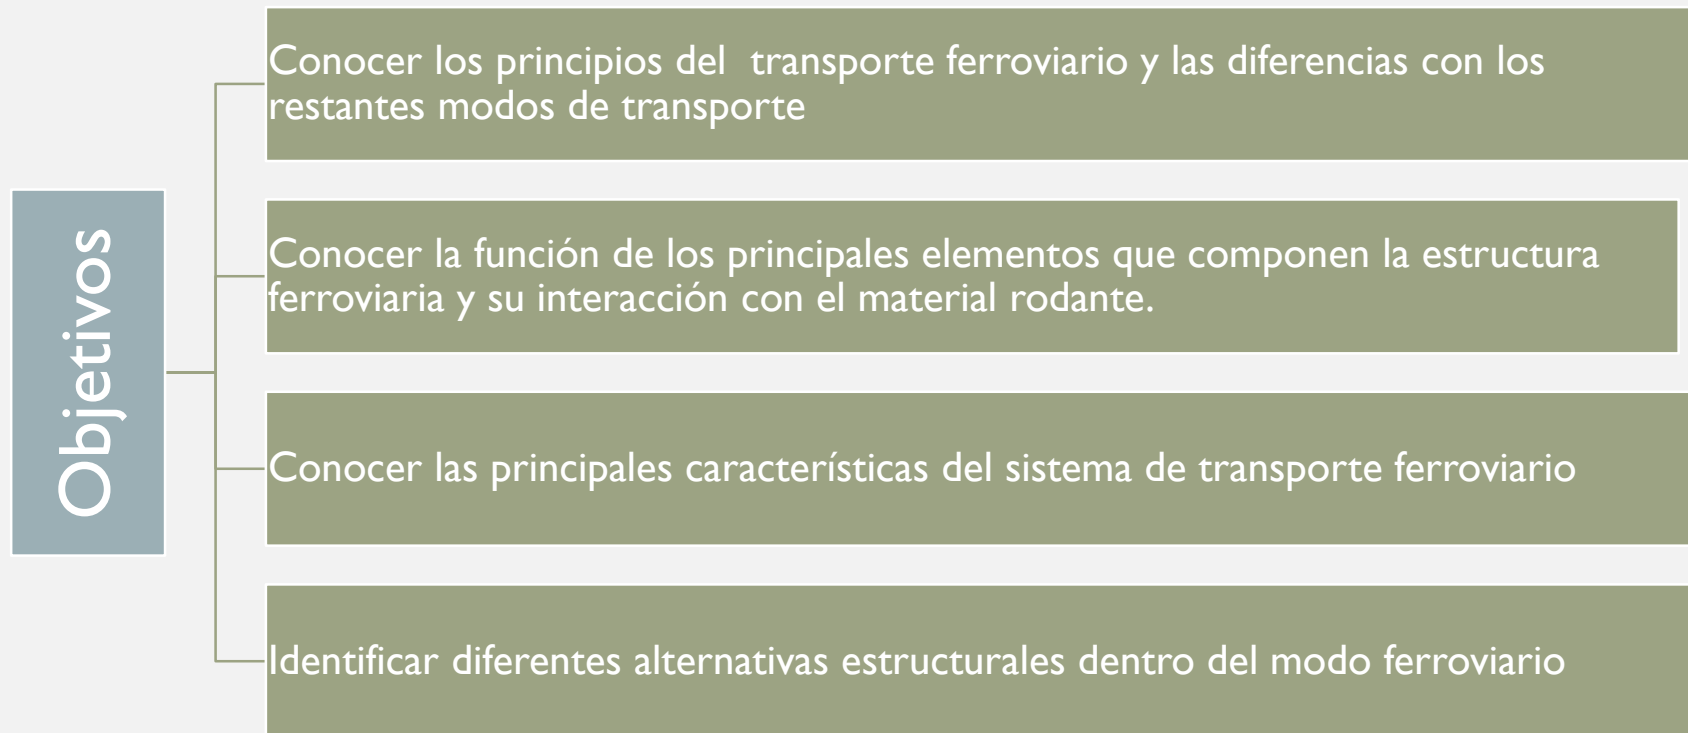 Objetivos
Conocer los principios del  transporte ferroviario y las diferencias con los
restantes modos de transporte
Conocer la función de los principales elementos que componen la estructura
ferroviaria y su interacción con el material rodante.
Conocer las principales características del sistema de transporte ferroviario
Identificar diferentes alternativas estructurales dentro del modo ferroviario